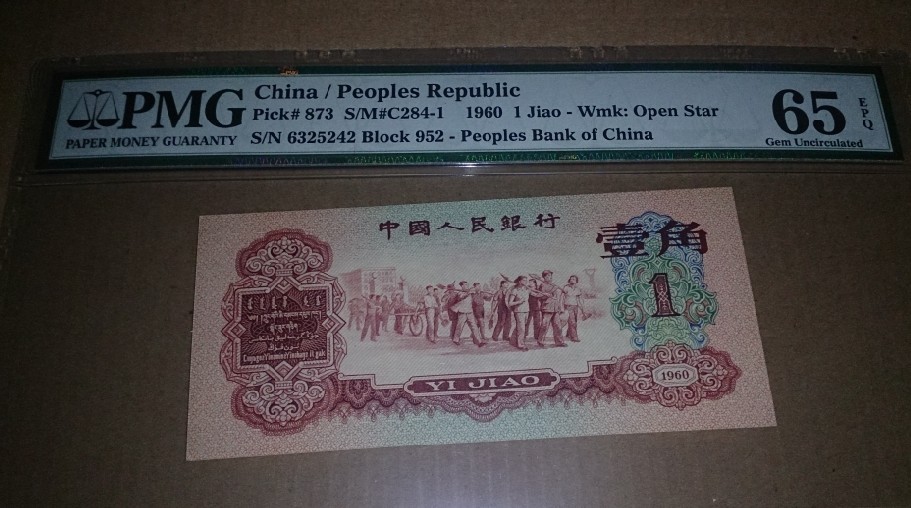 PMG
PAPER MONEY GUARANTY
China / Peoples Republic
Pick# 873 S/M#C284-1 1960 1 Jiao - Wmk: Open Star
S/N 6325242 Block 952 - Peoples Bank of China
65
EPQ
Gem Uncirculated
中國人民銀行
壹角
1
YI JIAO
1960